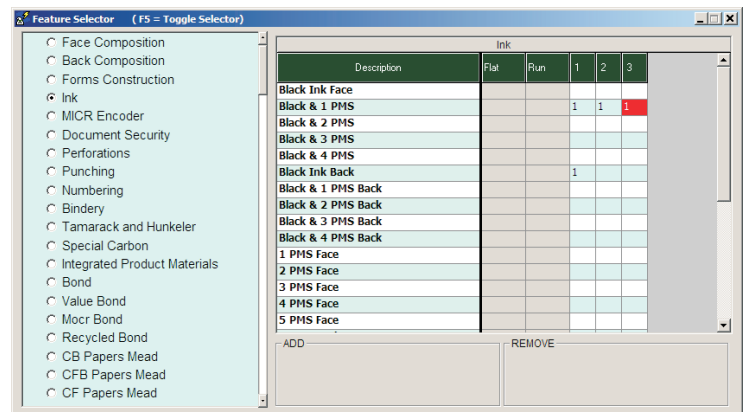 Feature Selector ( F5 = Toggle Selector)
Face Composition
Back Composition
Forms Construction
Ink
MICR Encoder
Document Security
Perforations
Punching
Numbering
Bindery
Tamarack and Hunkeler
Special Carbon
Integrated Product Materials
Bond
Value Bond
Mocr Bond
Recycled Bond
CB Papers Mead
CFB Papers Mead
CF Papers Mead
Ink
Description Flat Run 1 2 3
Black Ink Face
Black & 1 PMS 1 1 1
Black & 2 PMS
Black & 3 PMS
Black & 4 PMS
Black Ink Back 1
Black & 1 PMS Back
Black & 2 PMS Back
Black & 3 PMS Back
Black & 4 PMS Back
1 PMS Face
2 PMS Face
3 PMS Face
4 PMS Face
5 PMS Face
ADD REMOVE